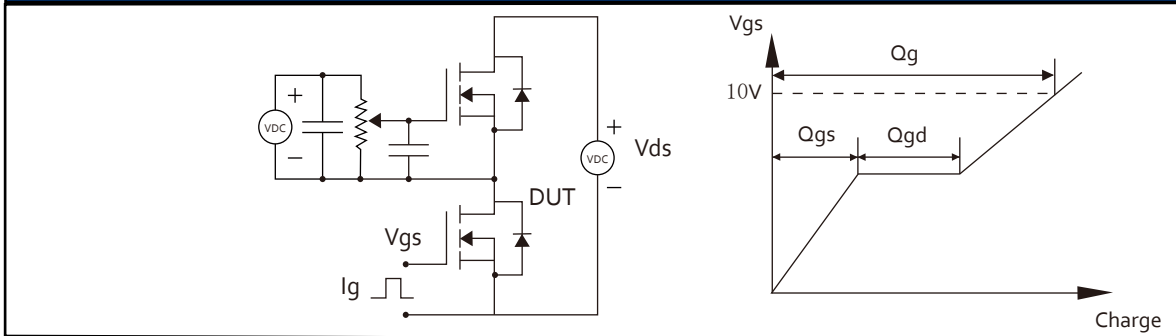 +
VDC
−
+
VDC
−
Vds
DUT
Vgs
Ig
Vgs
Qg
10V
Qgs
Qgd
Charge